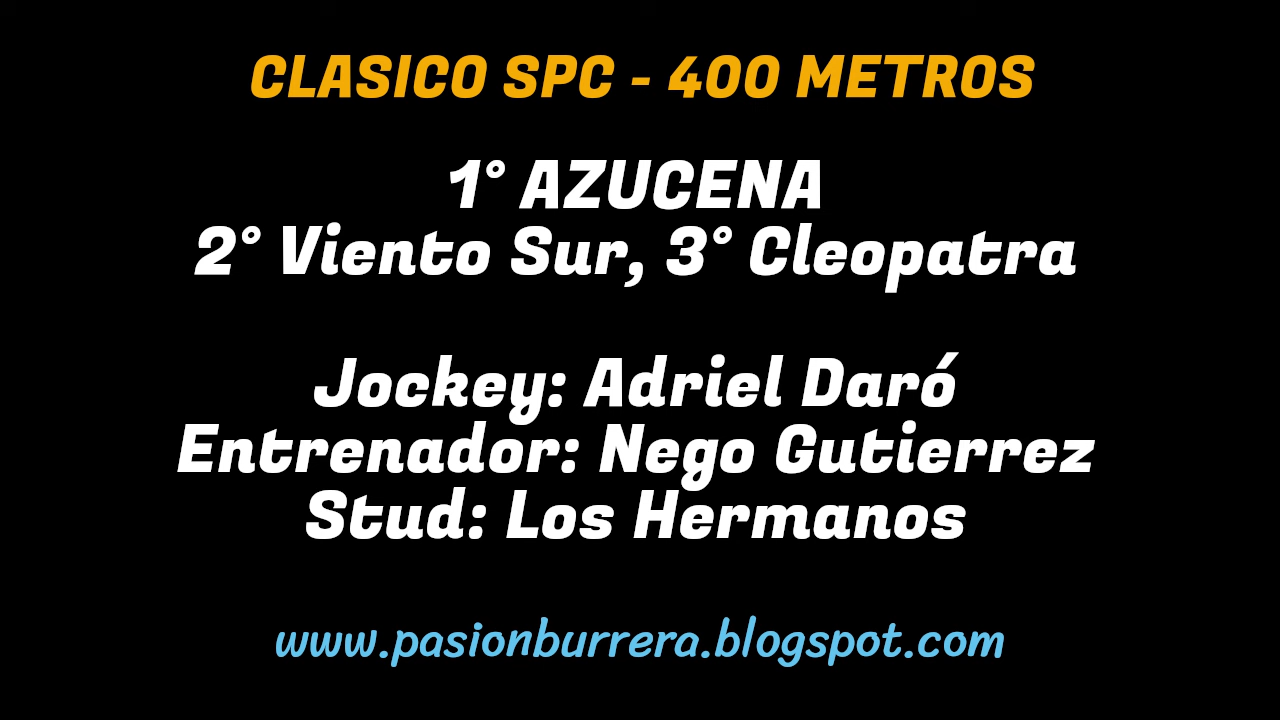 CLASICO SPC - 400 METROS
1° AZUCENA
2° Viento Sur, 3° Cleopatra
Jockey: Adriel Daró
Entrenador: Nego Gutierrez
Stud: Los Hermanos
www.pasionburrera.blogspot.com